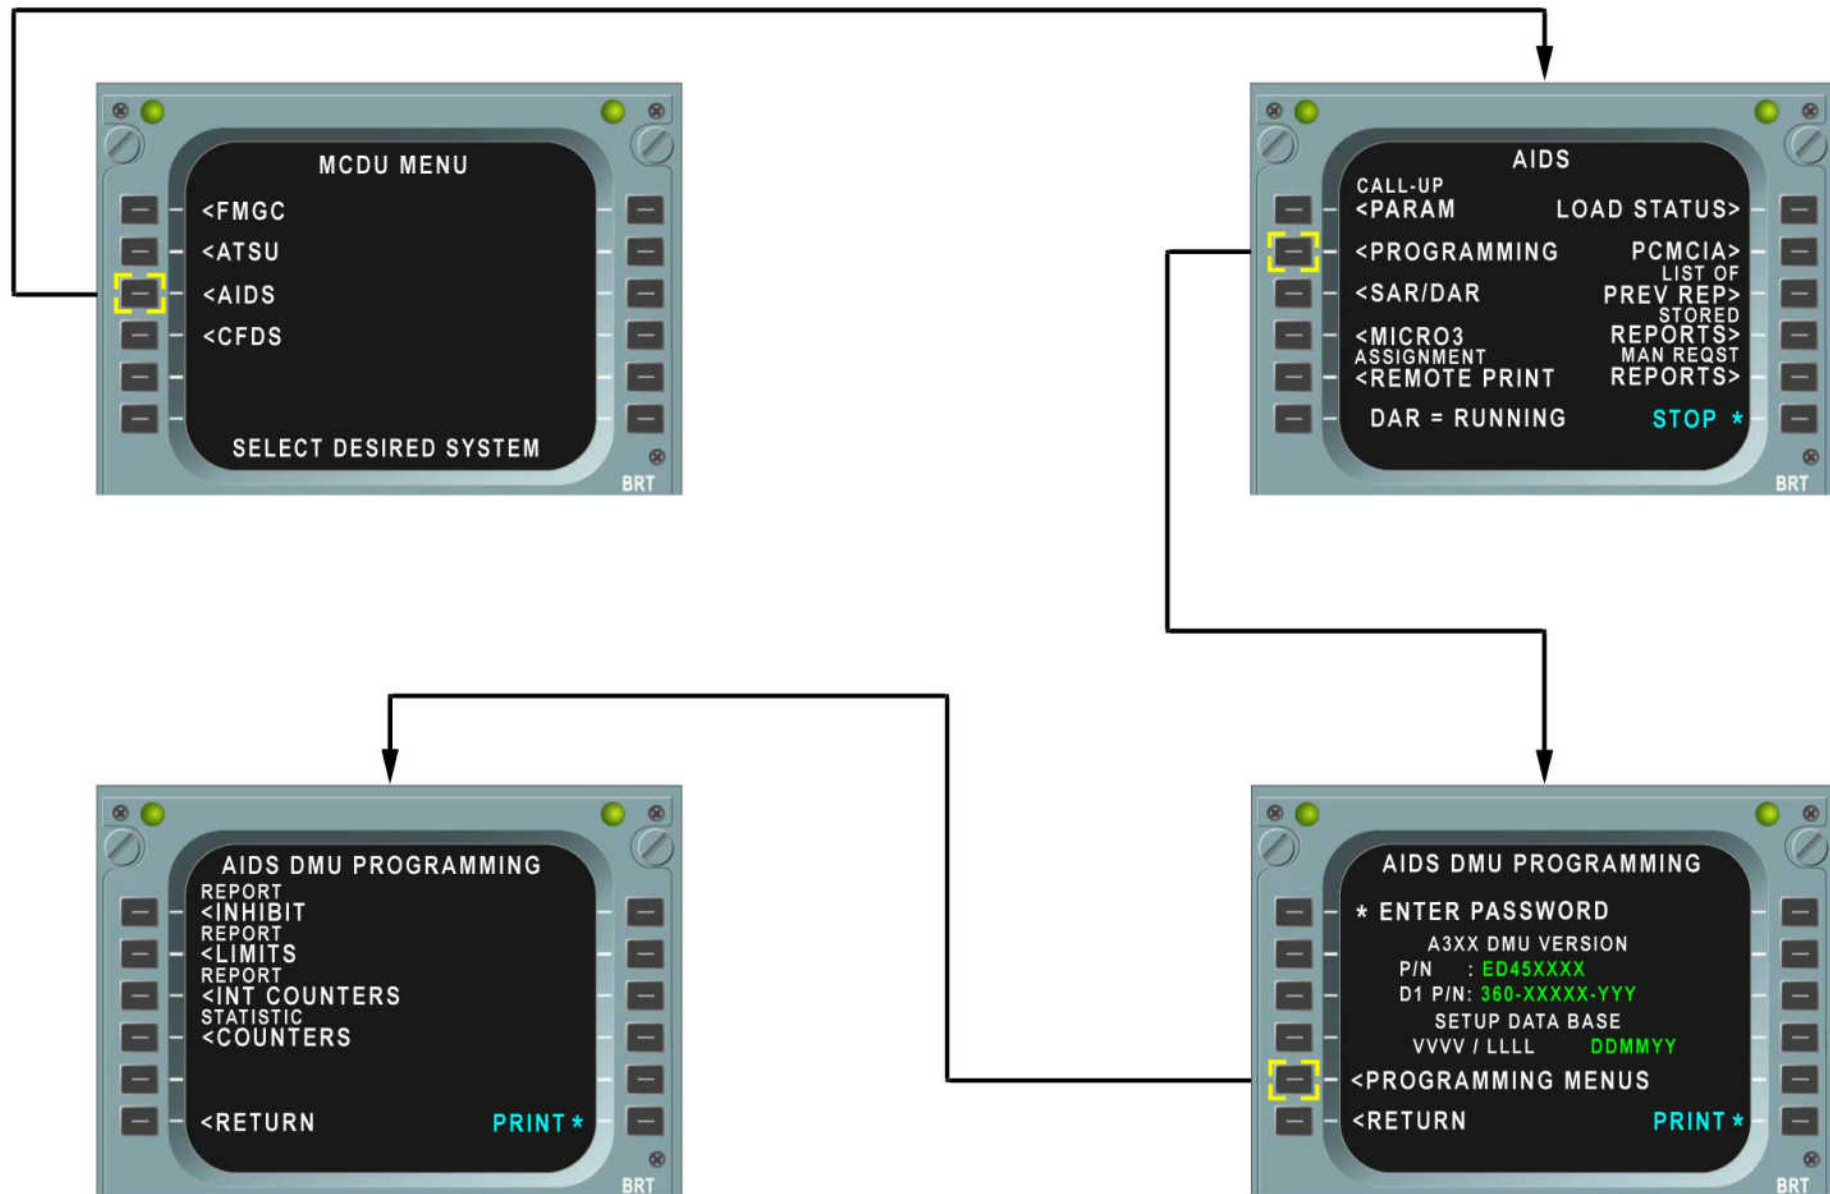 MCDU MENU
<FMGC
<ATSU
<AIDS
<CFDS
SELECT DESIRED SYSTEM
BRT
AIDS
CALL-UP
<PARAM LOAD STATUS>
<PROGRAMMING PCMCIA>
LIST OF
<SAR/DAR PREV REP>
STORED
<MICRO3 REPORTS>
ASSIGNMENT MAN REQST
<REMOTE PRINT REPORTS>
DAR = RUNNING STOP *
BRT
AIDS DMU PROGRAMMING
REPORT
<INHIBIT
REPORT
<LIMITS
REPORT
<INT COUNTERS
STATISTIC
<COUNTERS
<RETURN PRINT *
BRT
AIDS DMU PROGRAMMING
* ENTER PASSWORD
A3XX DMU VERSION
P/N : ED45XXXX
D1 P/N: 360-XXXXX-YYY
SETUP DATA BASE
VVVV / LLLL DDMMYY
<PROGRAMMING MENUS
<RETURN PRINT *
BRT